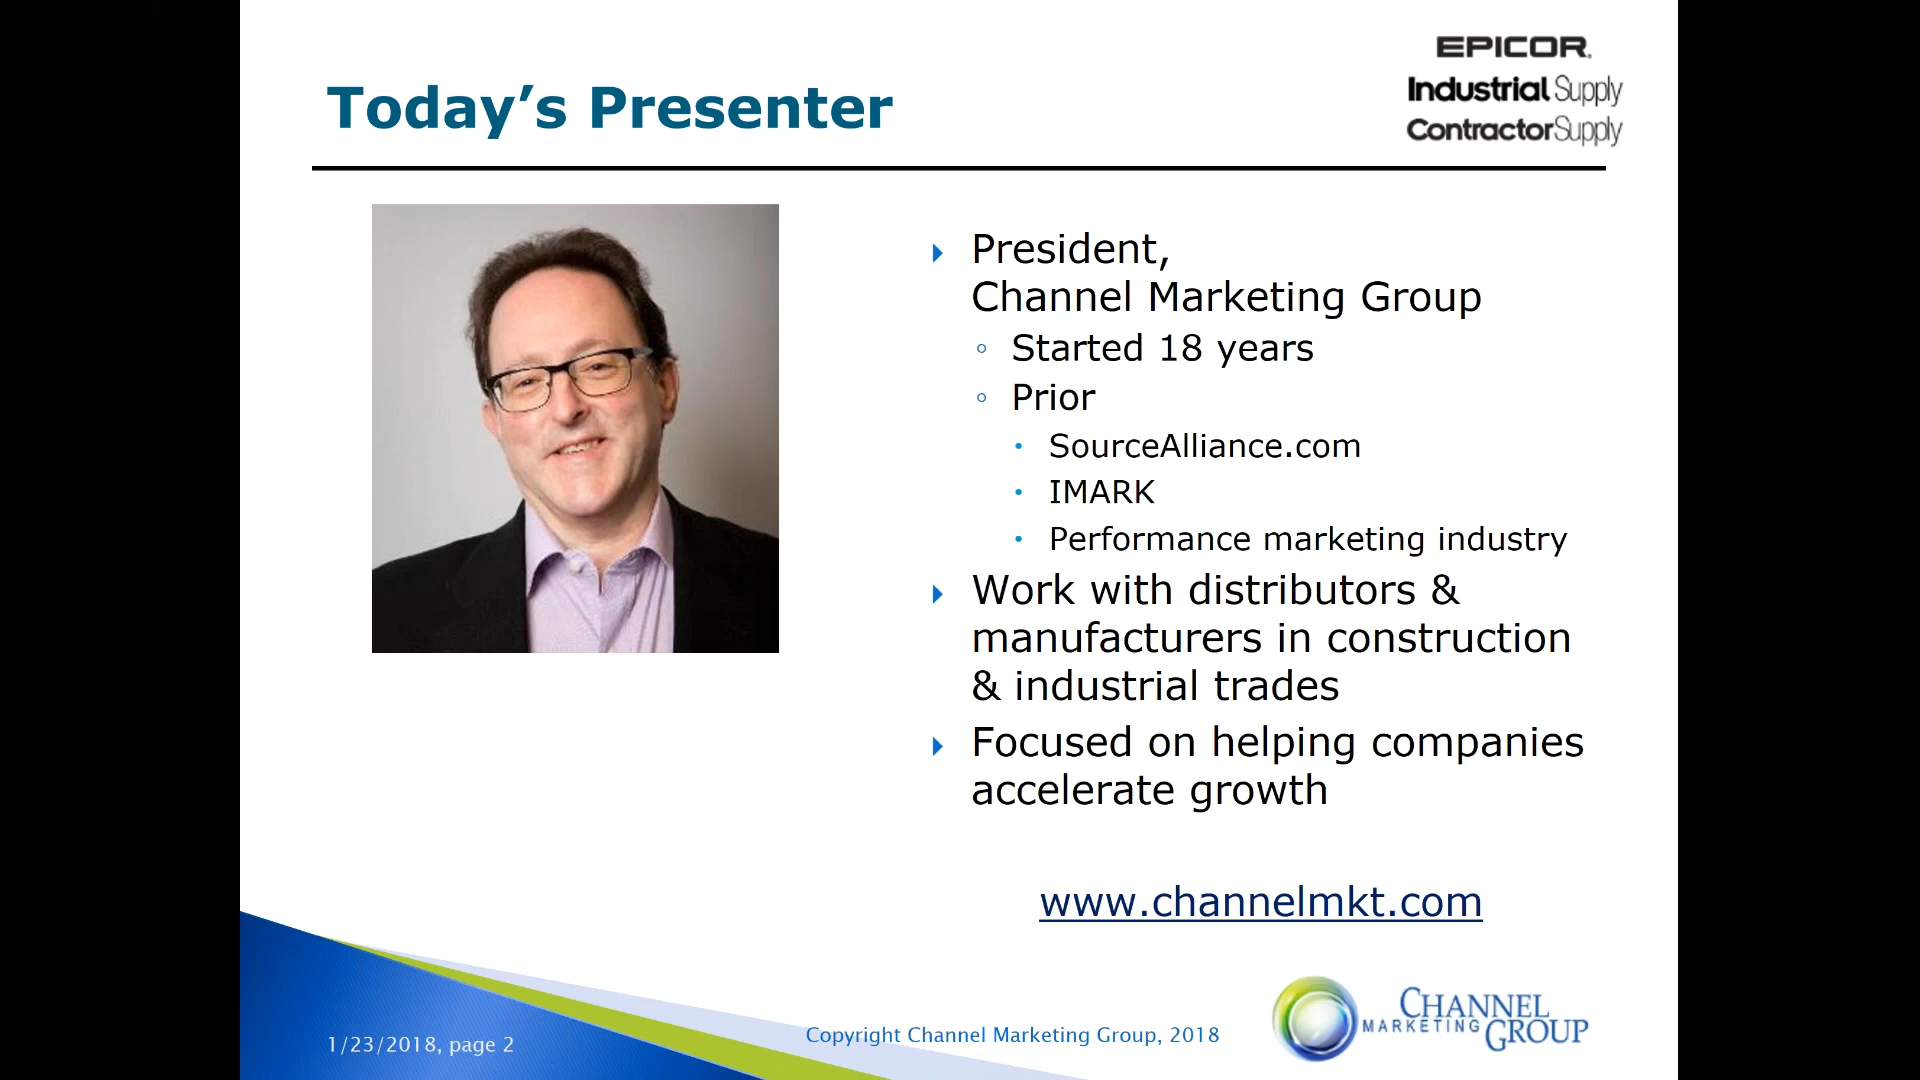 EPICOR.
Industrial Supply
ContractorSupply
Today’s Presenter
President,
Channel Marketing Group
Started 18 years
Prior
SourceAlliance.com
IMARK
Performance marketing industry
Work with distributors &
manufacturers in construction
& industrial trades
Focused on helping companies
accelerate growth
www.channelmkt.com
1/23/2018, page 2
Copyright Channel Marketing Group, 2018
CHANNEL
MARKETING GROUP